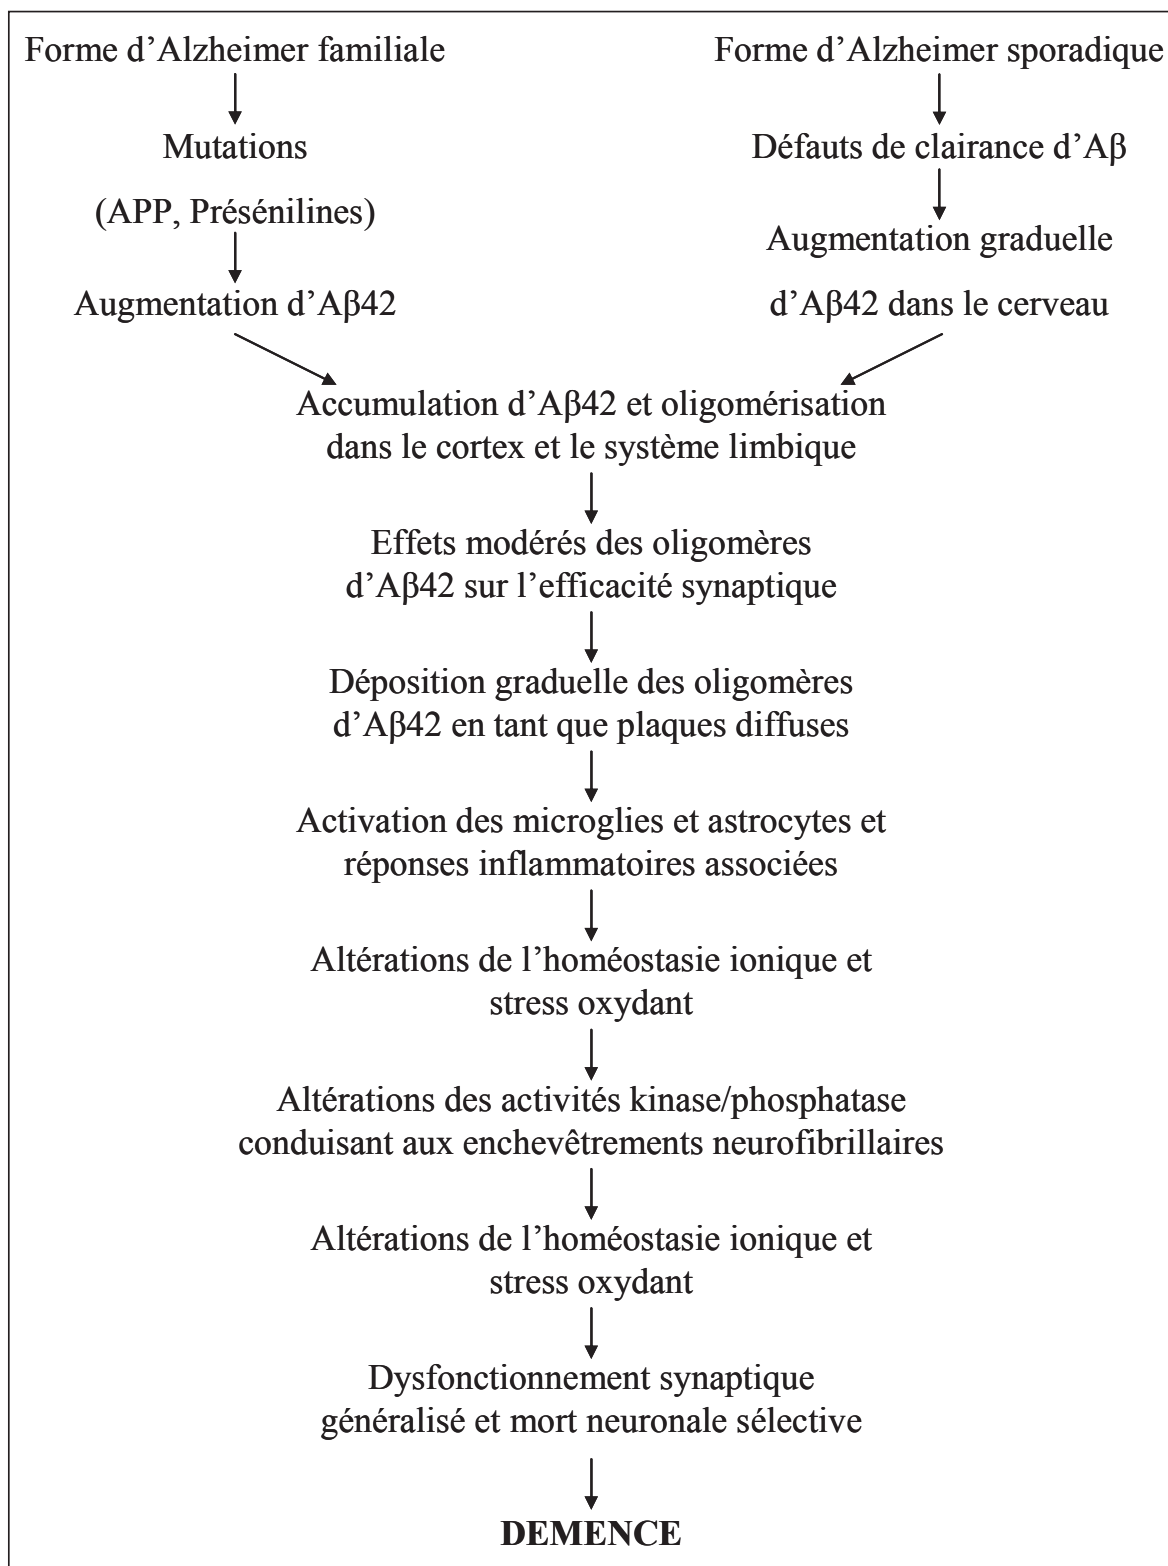 Forme d'Alzheimer familiale
Forme d'Alzheimer sporadique
Mutations
(APP, Présénilines)
Augmentation d'Aβ42
Défauts de clairance d'Aβ
Augmentation graduelle
d'Aβ42 dans le cerveau
Accumulation d'Aβ42 et oligomérisation
dans le cortex et le système limbique
Effets modérés des oligomères
d'Aβ42 sur l'efficacité synaptique
Déposition graduelle des oligomères
d'Aβ42 en tant que plaques diffuses
Activation des microglies et astrocytes et
réponses inflammatoires associées
Altérations de l'homéostasie ionique et
stress oxydant
Altérations des activités kinase/phosphatase
conduisant aux enchevêtrements neurofibrillaires
Altérations de l'homéostasie ionique et
stress oxydant
Dysfonctionnement synaptique
généralisé et mort neuronale sélective
DEMENCE